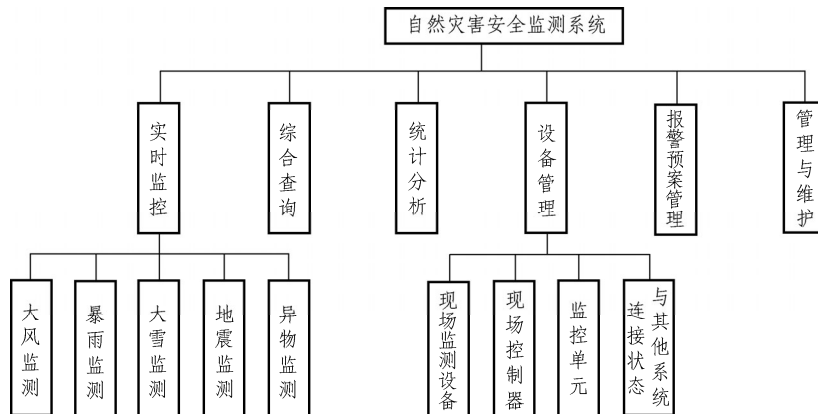 自然灾害安全监测系统
实时监控
综合查询
统计分析
设备管理
报警预案管理
管理与维护
大风监测
暴雨监测
大雪监测
地震监测
异物监测
现场监测设备
现场控制器
监控单元
与其他系统
连接状态